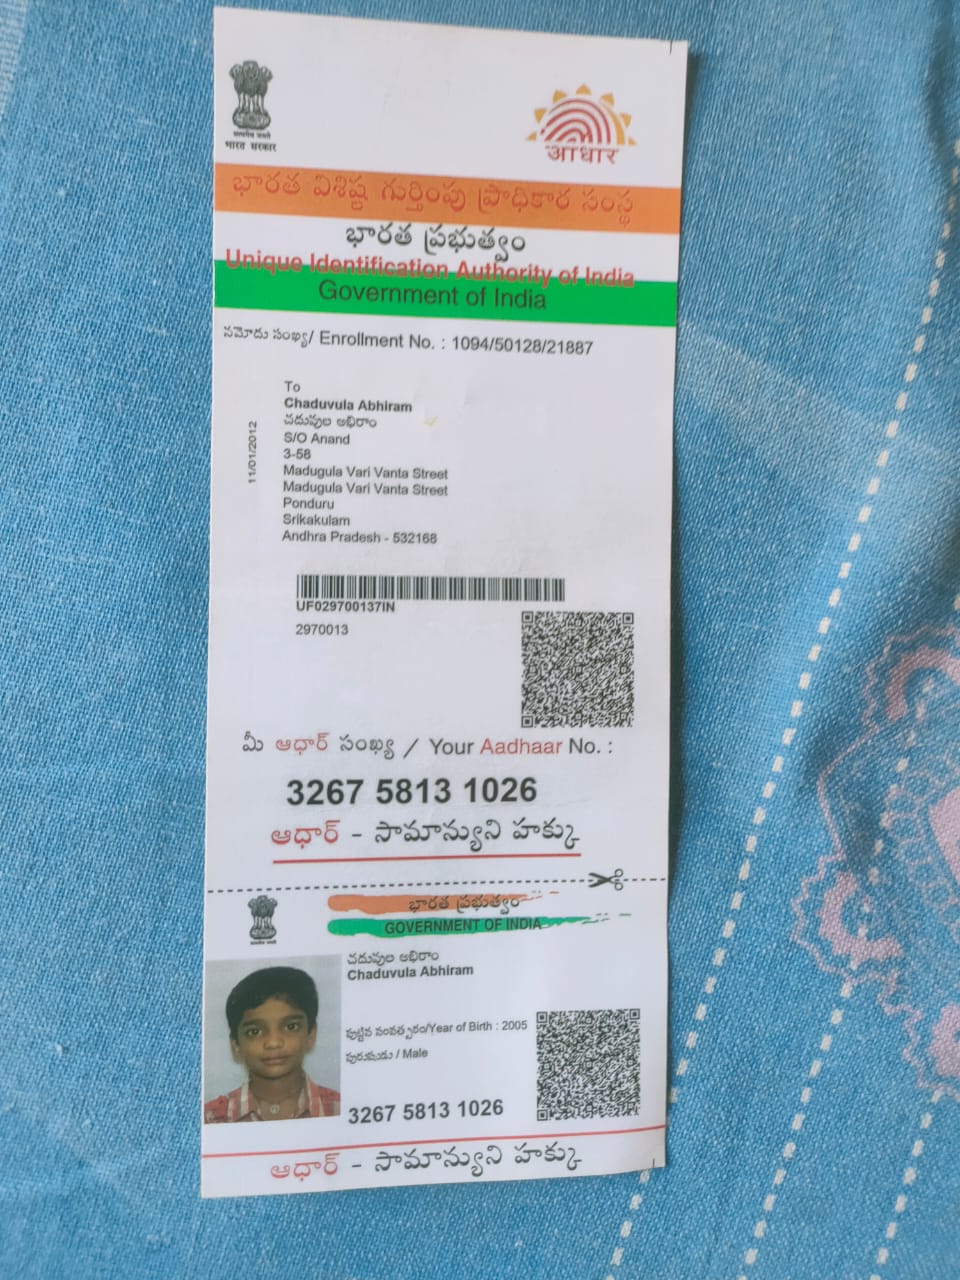 सत्यमेव जयते
भारत सरकार
आधार
భారత విశిష్ట గుర్తింపు ప్రాధికార సంస్థ
భారత ప్రభుత్వం
Unique Identification Authority of India
Government of India
నమోదు సంఖ్య/ Enrollment No. : 1094/50128/21887
11/01/2012
To
Chaduvula Abhiram
చదువుల అభిరాం
S/O Anand
3-58
Madugula Vari Vanta Street
Madugula Vari Vanta Street
Ponduru
Srikakulam
Andhra Pradesh - 532168
UF029700137IN
2970013
మీ ఆధార్ సంఖ్య / Your Aadhaar No. :
3267 5813 1026
ఆధార్ - సామాన్యుని హక్కు
భారత ప్రభుత్వం
GOVERNMENT OF INDIA
చదువుల అభిరాం
Chaduvula Abhiram
పుట్టిన సంవత్సరం/Year of Birth : 2005
పురుషుడు / Male
3267 5813 1026
ఆధార్ - సామాన్యుని హక్కు